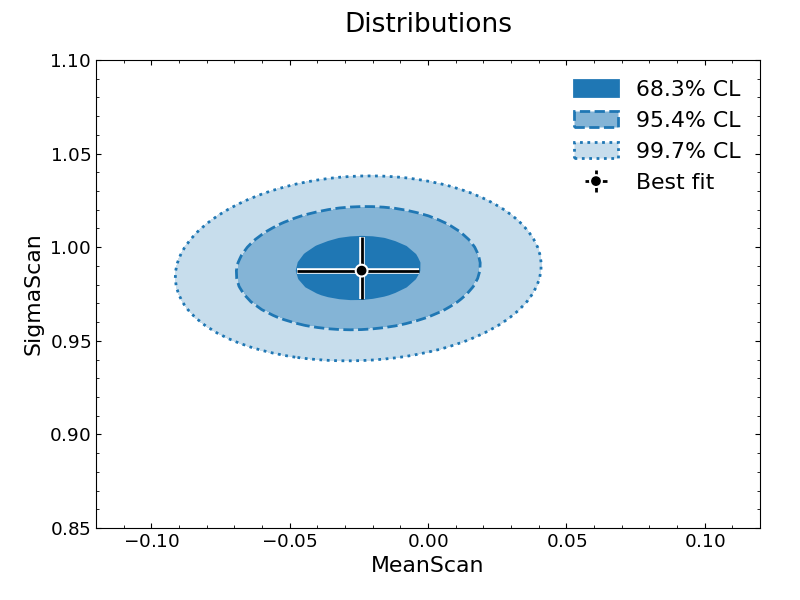 Distributions
1.10
1.05
1.00
0.95
0.90
0.85
SigmaScan
68.3% CL
95.4% CL
99.7% CL
Best fit
−0.10 −0.05 0.00 0.05 0.10
MeanScan